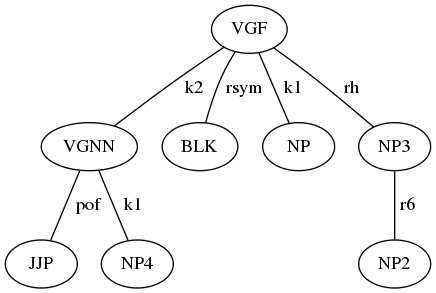 VGF
k2 rsym k1 rh
VGNN BLK NP NP3
pof k1 r6
JJP NP4 NP2